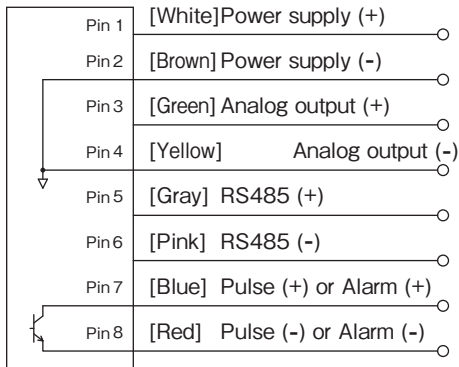 Pin 1 [White] Power supply (+)
Pin 2 [Brown] Power supply (-)
Pin 3 [Green] Analog output (+)
Pin 4 [Yellow] Analog output (-)
Pin 5 [Gray] RS485 (+)
Pin 6 [Pink] RS485 (-)
Pin 7 [Blue] Pulse (+) or Alarm (+)
Pin 8 [Red] Pulse (-) or Alarm (-)